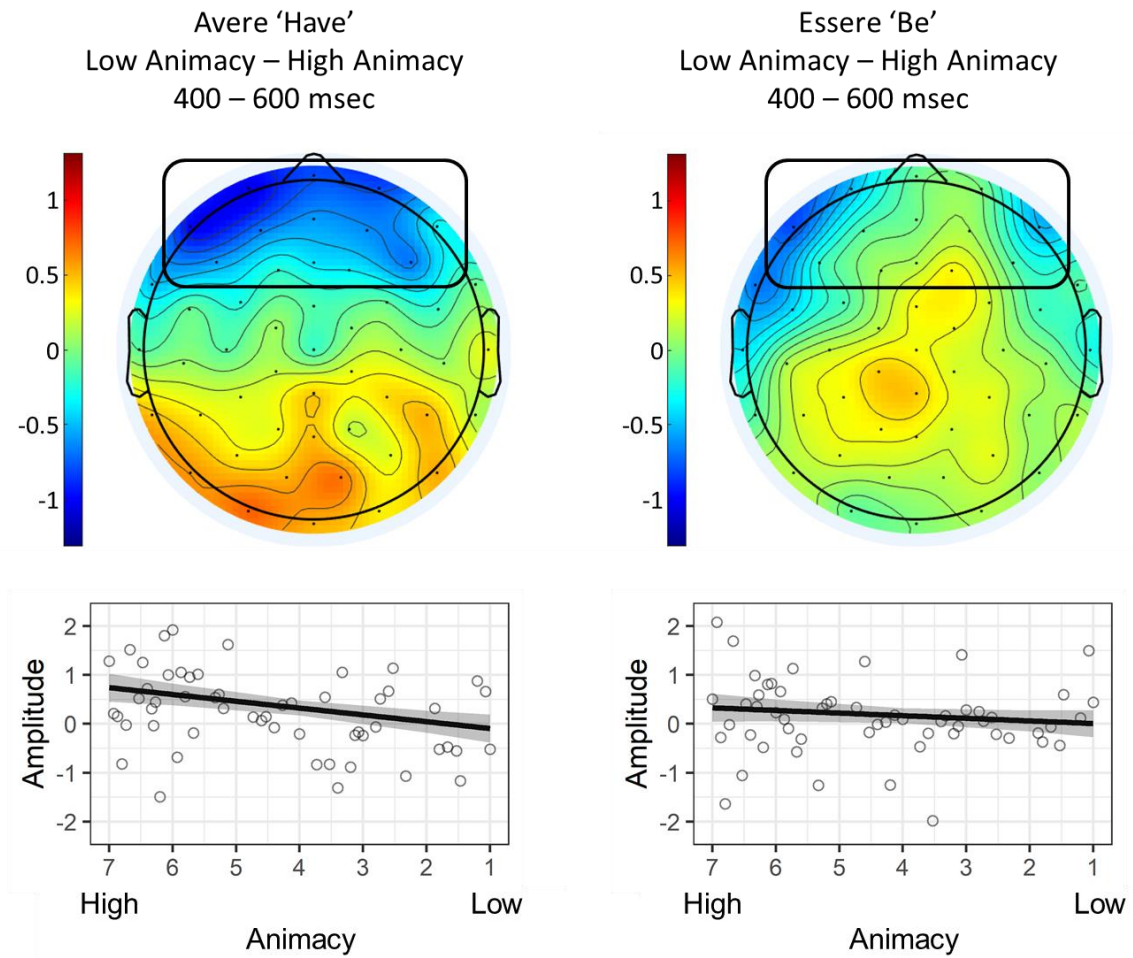 Avere ‘Have’
Low Animacy – High Animacy
400 – 600 msec
Essere ‘Be’
Low Animacy – High Animacy
400 – 600 msec
1
0.5
0
-0.5
-1
1
0.5
0
-0.5
-1
Amplitude
2
1
0
-1
-2
7 6 5 4 3 2 1
High Low
Animacy
Amplitude
2
1
0
-1
-2
7 6 5 4 3 2 1
High Low
Animacy